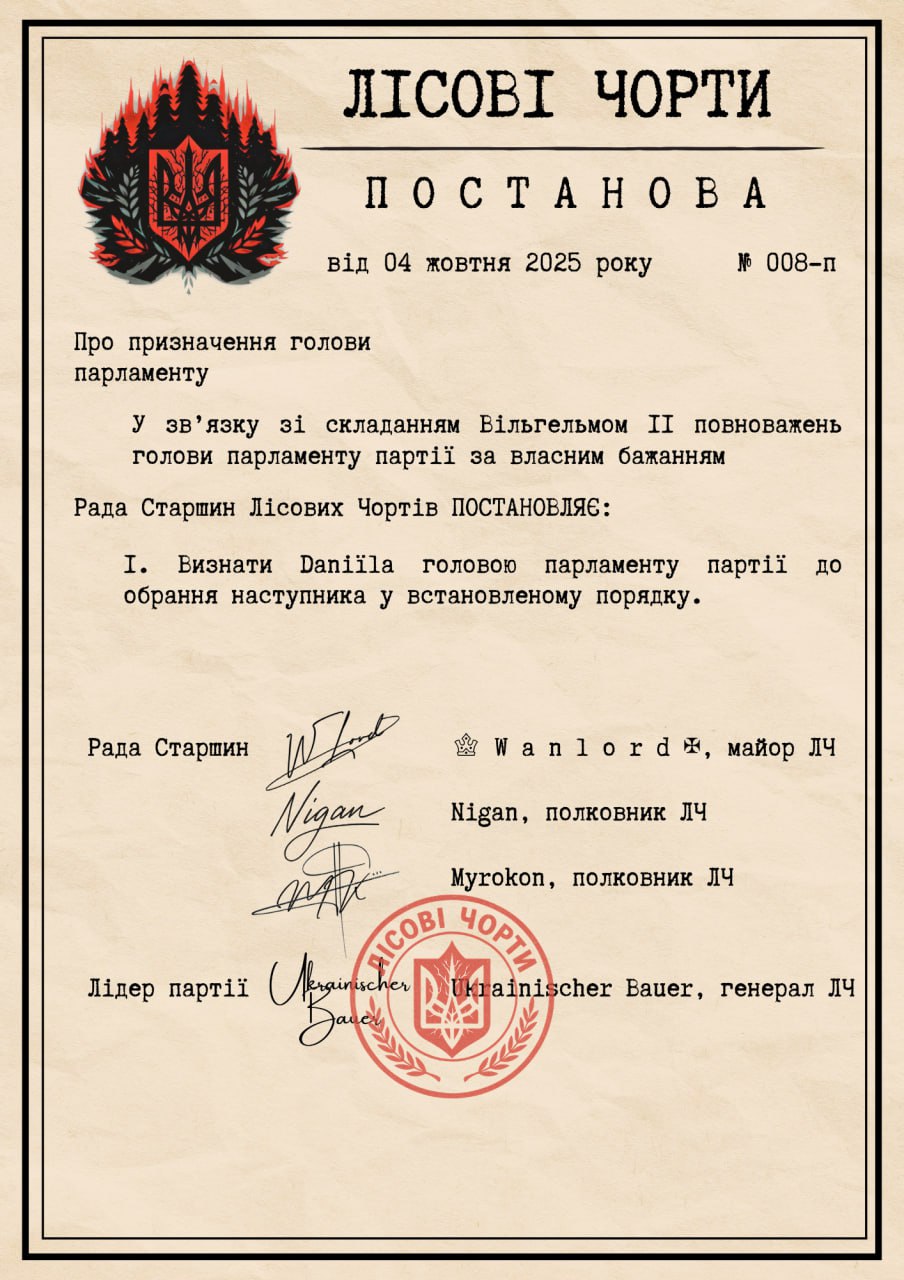 ЛІСОВІ ЧОРТИ
ПОСТАНОВА
від 04 жовтня 2025 року № 008-п
Про призначення голови
парламенту
У зв’язку зі складанням Вільгельмом II повноважень
голови парламенту партії за власним бажанням
Рада Старшин Лісових Чортів ПОСТАНОВЛЯЄ:
I. Визнати Daniїla головою парламенту партії до
обрання наступника у встановленому порядку.
Рада Старшин W Lord ♔ W a n l o r d ✠, майор ЛЧ
Nigan Nigan, полковник ЛЧ
Myrokon, полковник ЛЧ
ЛІСОВІ ЧОРТИ
Лідер партії Ukrainischer Bauer Ukrainischer Bauer, генерал ЛЧ